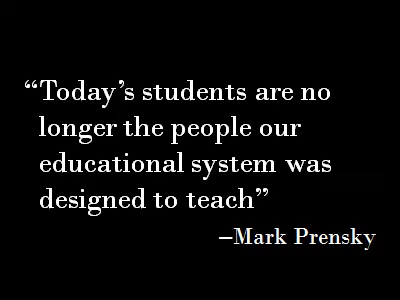 “Today’s students are no
longer the people our
educational system was
designed to teach”
–Mark Prensky